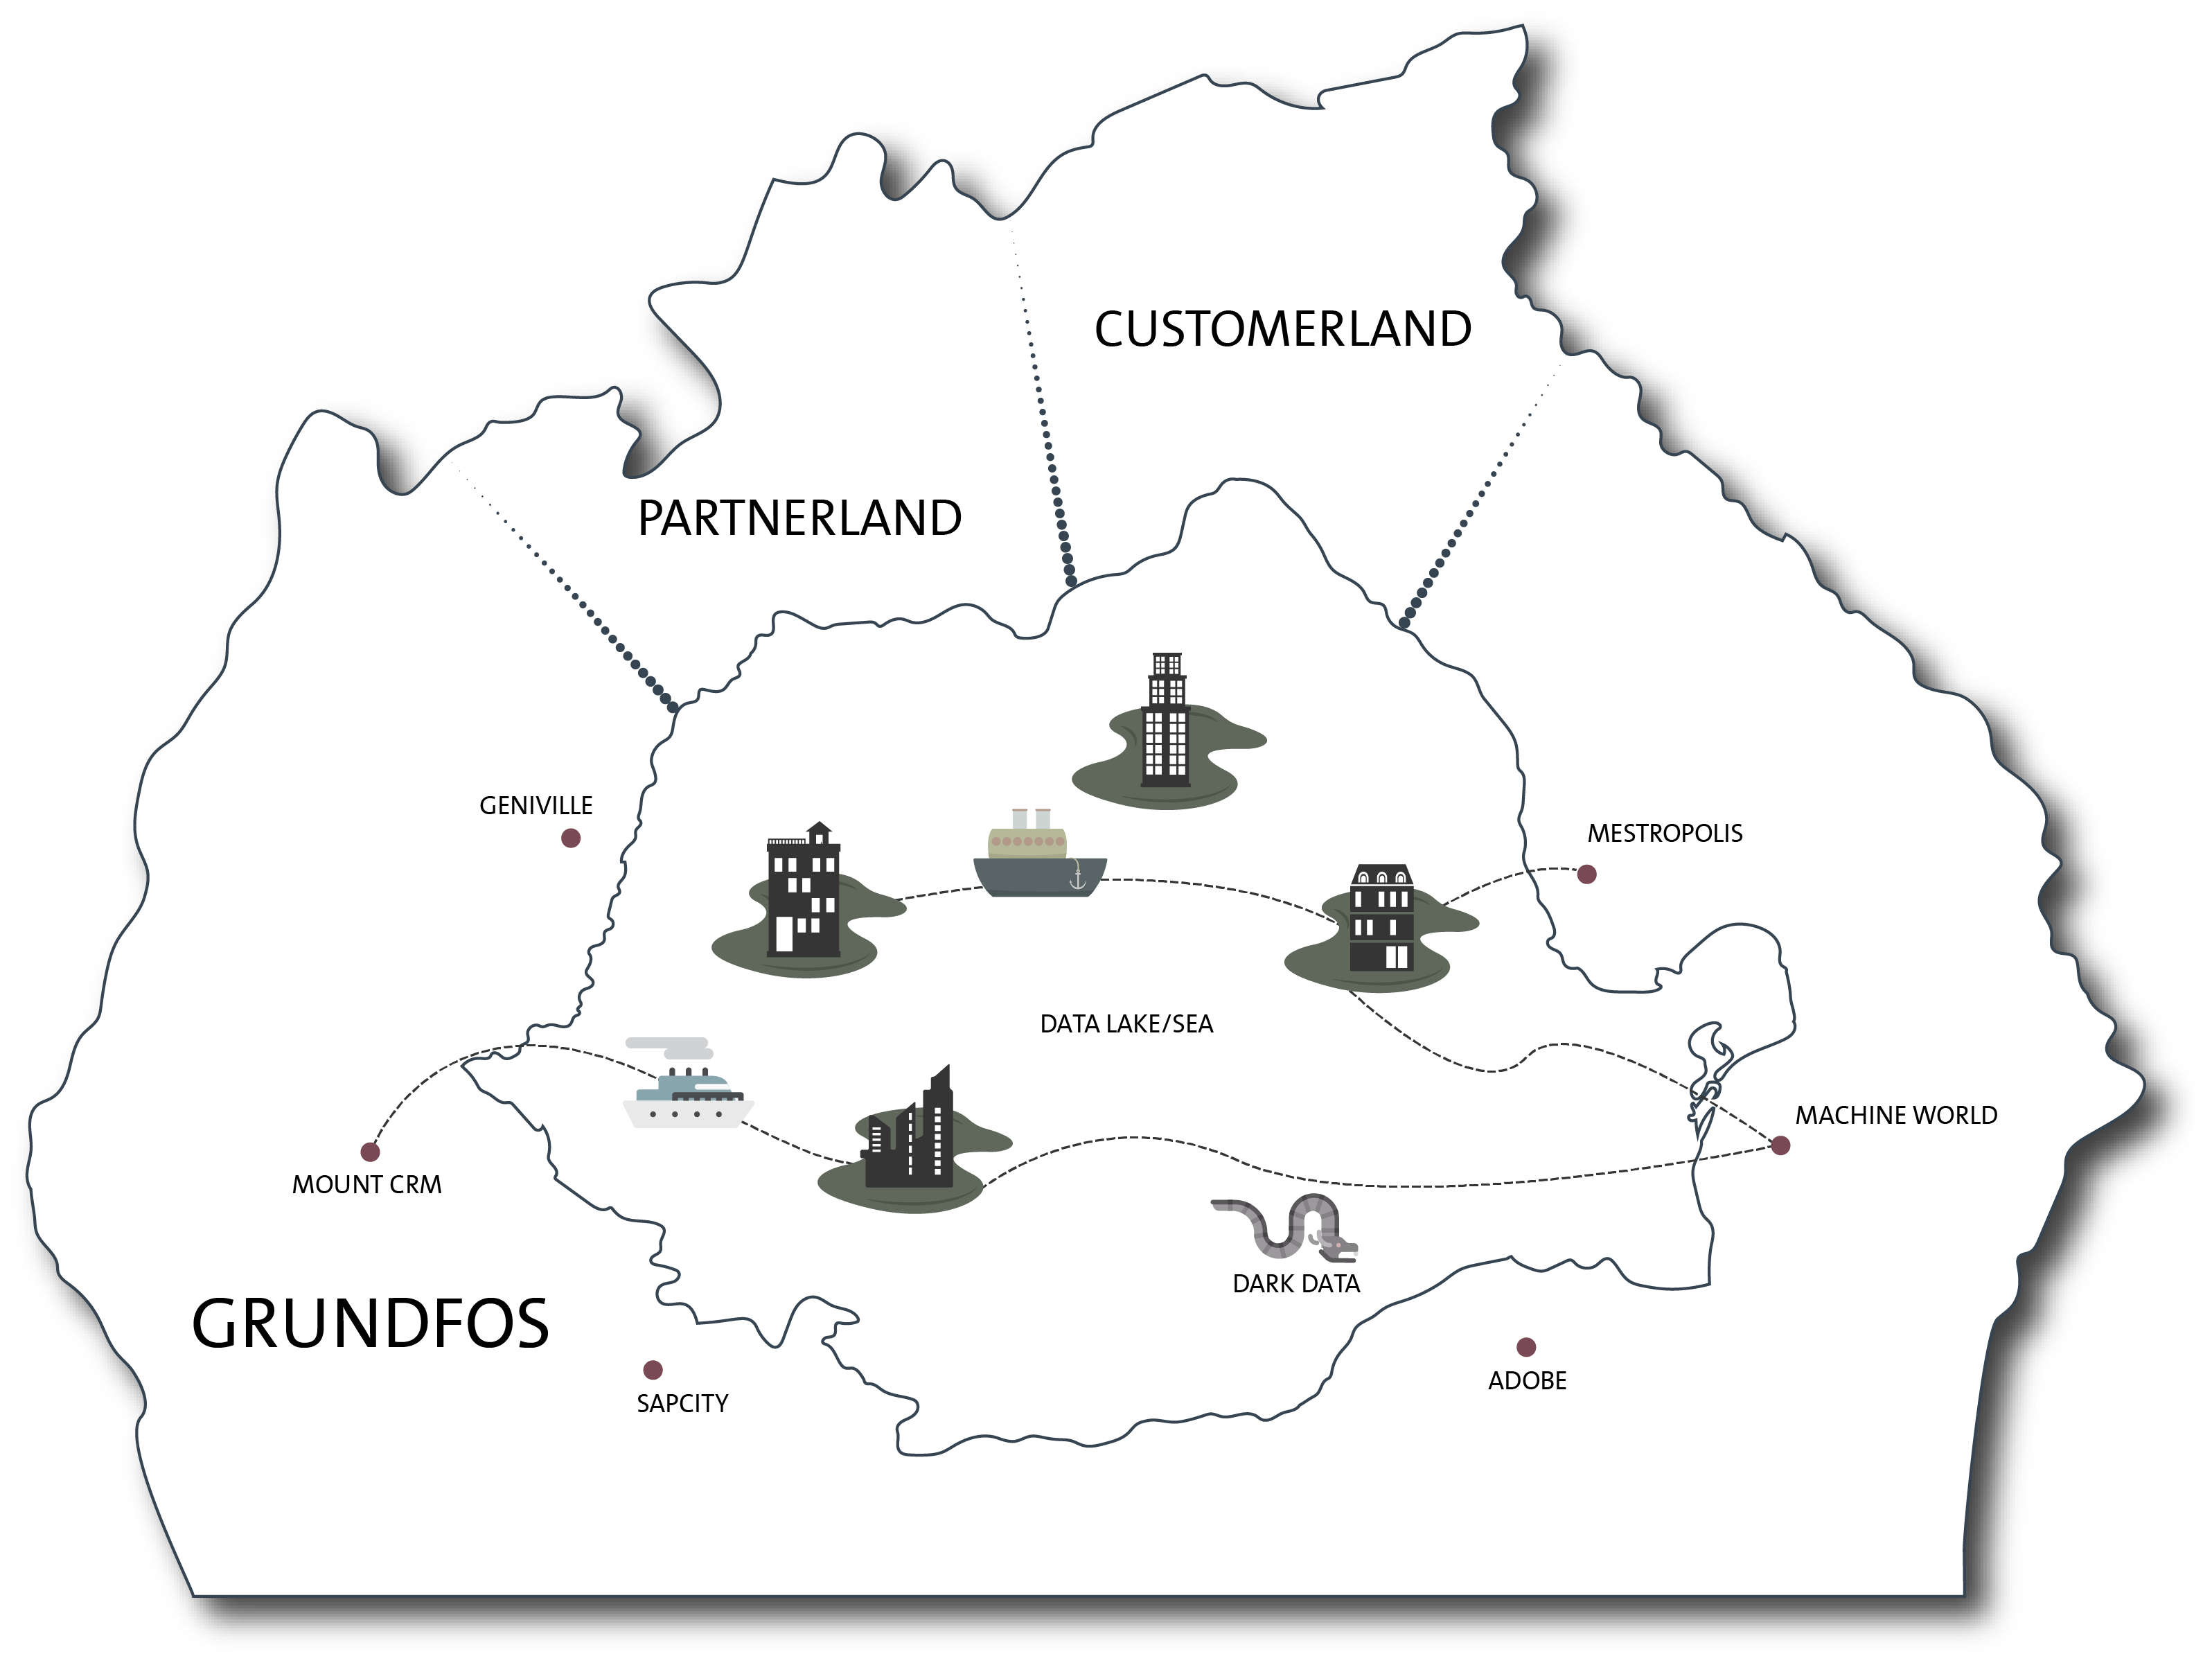 CUSTOMERLAND
PARTNERLAND
GENIVILLE
MESTROPOLIS
DATA LAKE/SEA
MACHINE WORLD
MOUNT CRM
DARK DATA
GRUNDFOS
ADOBE
SAPCITY